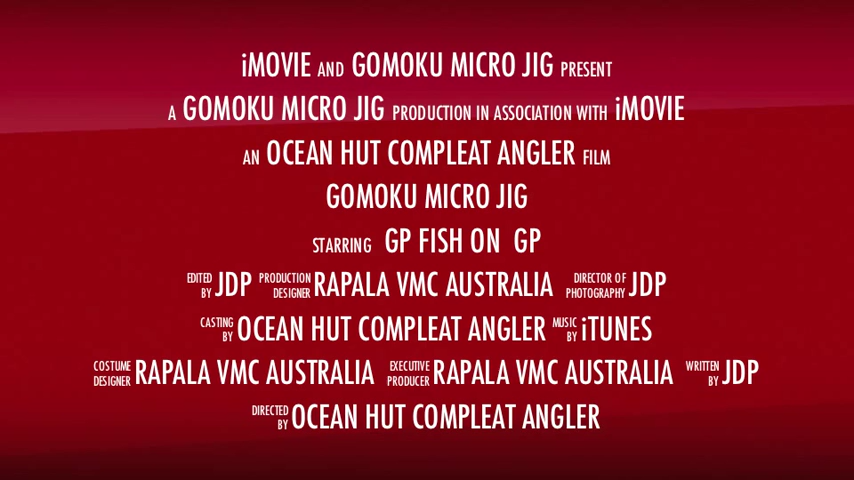 iMOVIE AND GOMOKU MICRO JIG PRESENT
A GOMOKU MICRO JIG PRODUCTION IN ASSOCIATION WITH iMOVIE
AN OCEAN HUT COMPLEAT ANGLER FILM
GOMOKU MICRO JIG
STARRING GP FISH ON GP
EDITED BY JDP PRODUCTION DESIGNER RAPALA VMC AUSTRALIA DIRECTOR OF PHOTOGRAPHY JDP
CASTING BY OCEAN HUT COMPLEAT ANGLER MUSIC BY iTUNES
COSTUME DESIGNER RAPALA VMC AUSTRALIA EXECUTIVE PRODUCER RAPALA VMC AUSTRALIA WRITTEN BY JDP
DIRECTED BY OCEAN HUT COMPLEAT ANGLER